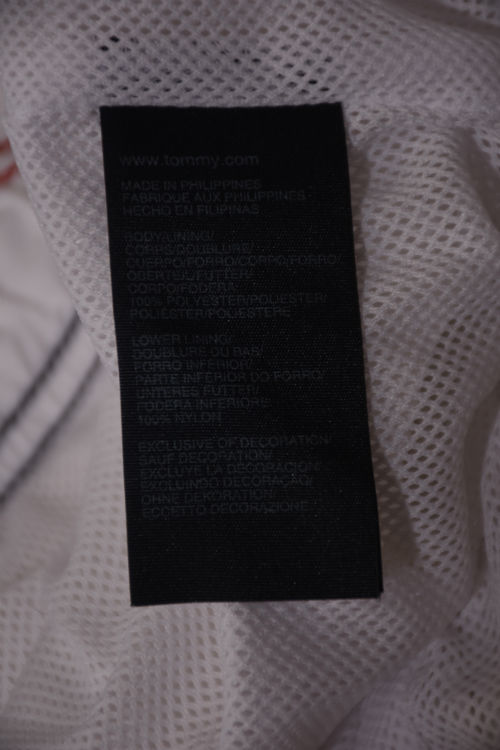 www.tommy.com
MADE IN PHILIPPINES
FABRIQUE AUX PHILIPPINES
HECHO EN FILIPINAS
BODY/LINING/
CORPS/DOUBLURE/
CUERPO/FORRO/CORPO/FORRO/
OBERTEIL/FUTTER/
CORPO/FODERA:
100% POLYESTER/POLIESTER/
POLIESTER/POLIESTERE
LOWER LINING/
DOUBLURE DU BAS/
FORRO INFERIOR/
PARTE INFERIOR DO FORRO/
UNTERES FUTTER/
FODERA INFERIORE
100% NYLON
EXCLUSIVE OF DECORATION/
SAUF DECORATION/
EXCLUYE LA DECORACION/
EXCLUINDO DECORAÇAO/
OHNE DEKORATION/
ECCETTO DECORAZIONE